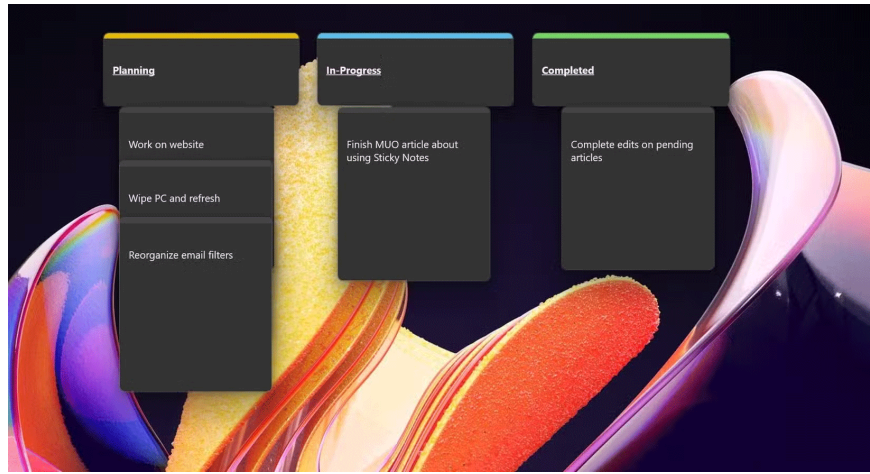 Planning
Work on website
Wipe PC and refresh
Reorganize email filters
In-Progress
Finish MUO article about
using Sticky Notes
Completed
Complete edits on pending
articles